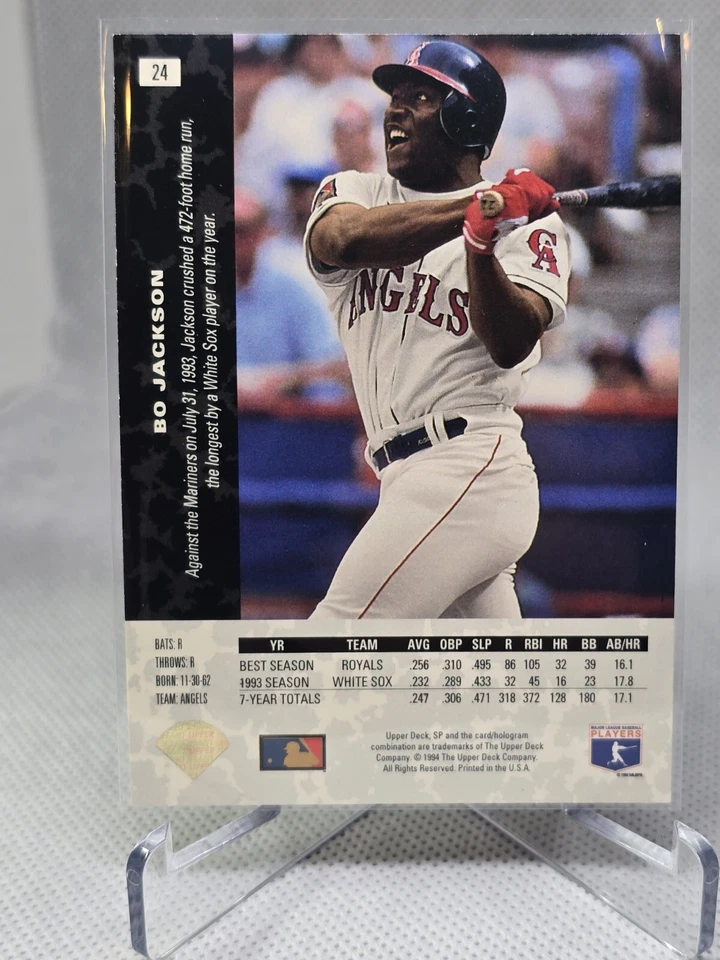 24
BO JACKSON
Against the Mariners on July 31, 1993, Jackson crushed a 472-foot home run,
the longest by a White Sox player on the year.
A
CA
ANGELS
BATS: R
THROWS: R
BORN: 11-30-62
TEAM: ANGELS
YR TEAM AVG OBP SLP R RBI HR BB AB/HR
BEST SEASON ROYALS .256 .310 .495 86 105 32 39 16.1
1993 SEASON WHITE SOX .232 .289 .433 32 45 16 23 17.8
7-YEAR TOTALS .247 .306 .471 318 372 128 180 17.1
Upper Deck, SP and the card/hologram
combination are trademarks of The Upper Deck
Company. © 1994 The Upper Deck Company.
All Rights Reserved. Printed in the U.S.A.
MAJOR LEAGUE BASEBALL
PLAYERS